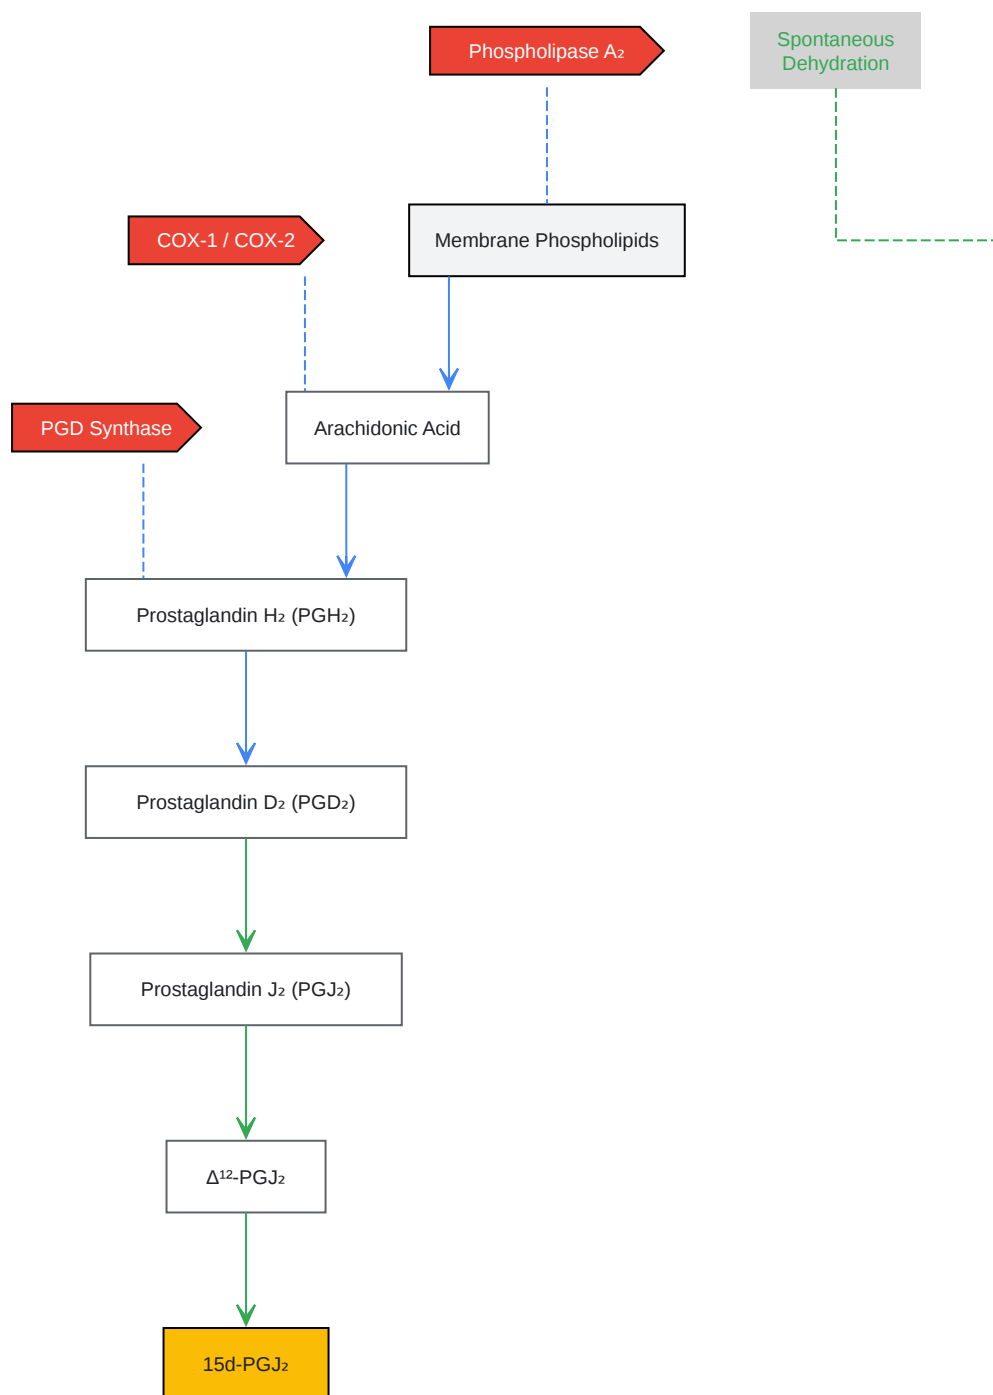 Phospholipase A₂
Spontaneous
Dehydration
COX-1 / COX-2
Membrane Phospholipids
PGD Synthase
Arachidonic Acid
Prostaglandin H₂ (PGH₂)
Prostaglandin D₂ (PGD₂)
Prostaglandin J₂ (PGJ₂)
Δ¹²-PGJ₂
15d-PGJ₂